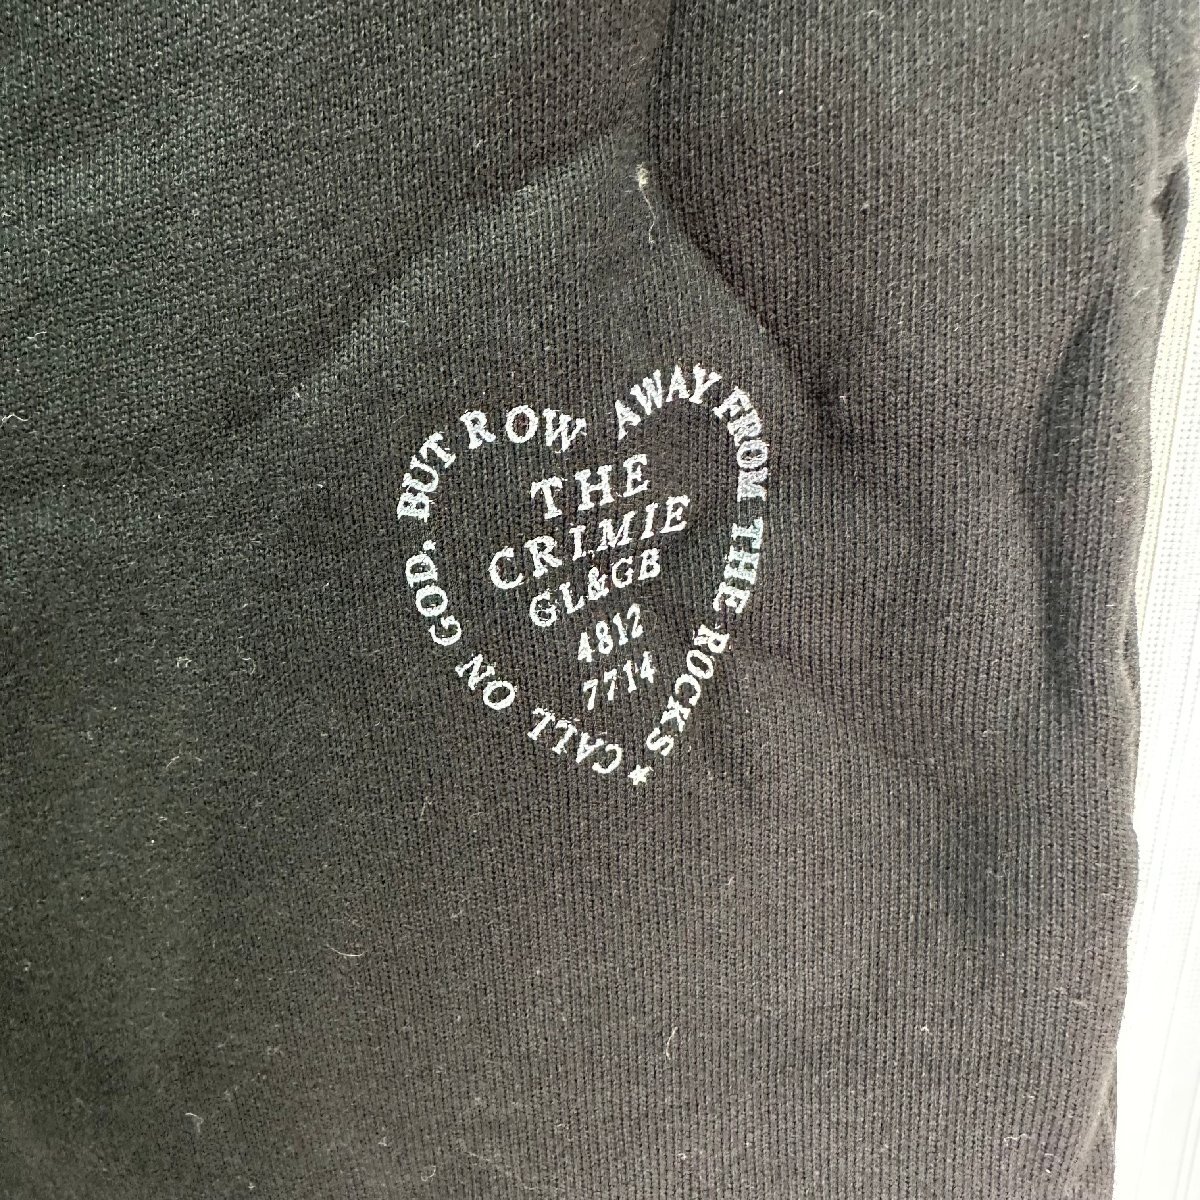 CALL ON GOD. BUT ROW AWAY FROM THE ROCKS *
THE
CRIMIE
GL&GB
4812
7714